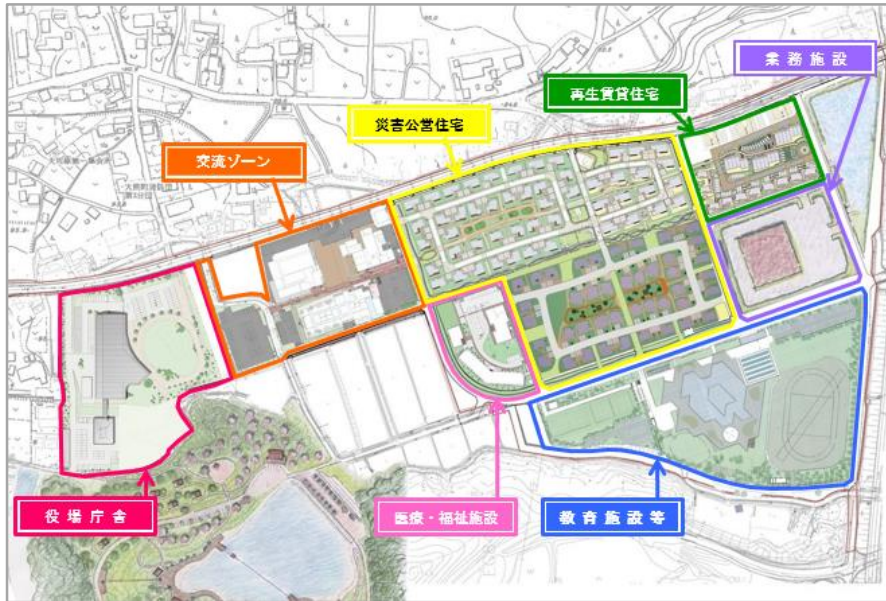 業務施設
再生賃貸住宅
災害公営住宅
交流ゾーン
役場庁舎
医療・福祉施設
教育施設等